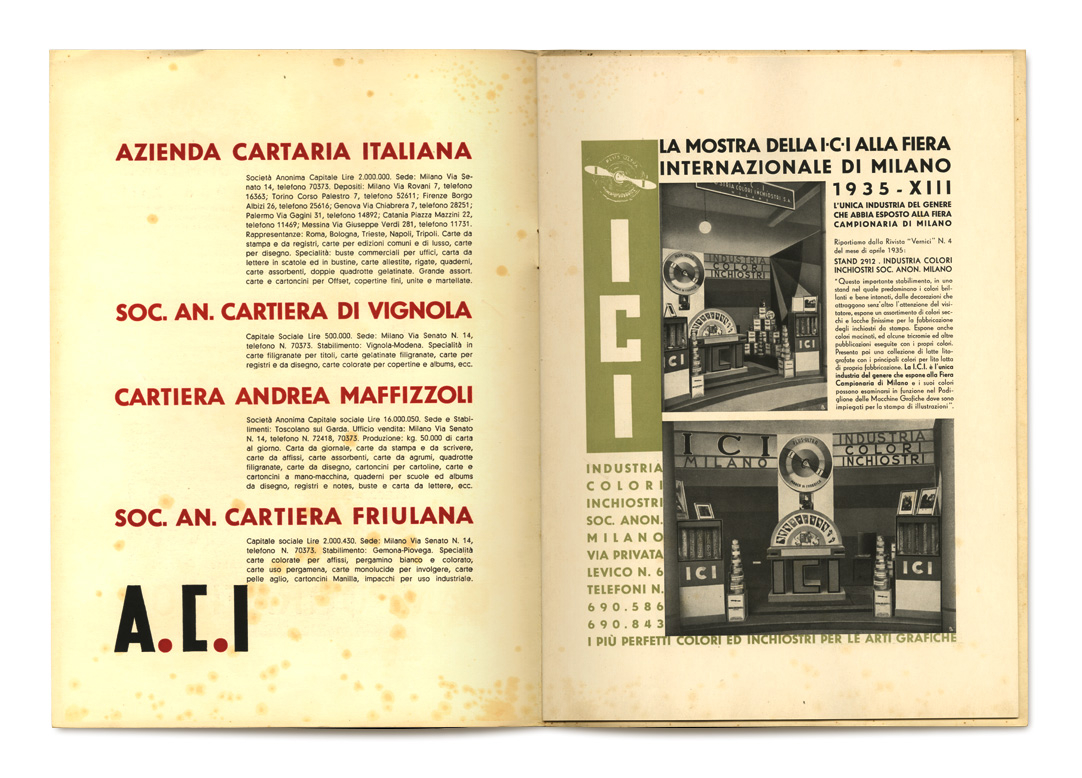 AZIENDA CARTARIA ITALIANA
Società Anonima Capitale Lire 2.000.000. Sede: Milano Via Se-
nato 14, telefono 70373. Depositi: Milano Via Rovani 7, telefono
16363; Torino Corso Palestro 7, telefono 52611; Firenze Borgo
Albizi 26, telefono 25616; Genova Via Chiabrera 7, telefono 28251;
Palermo Via Gagini 31, telefono 14892; Catania Piazza Mazzini 22,
telefono 11469; Messina Via Giuseppe Verdi 281, telefono 11731.
Rappresentanze: Roma, Bologna, Trieste, Napoli, Tripoli. Carte da
stampa e da registri, carte per edizioni comuni e di lusso, carte
per disegno. Specialità: buste commerciali per uffici, carta da
lettere in scatole ed in bustine, carte allestite, rigate, quaderni,
carte assorbenti, doppie quadrotte gelatinate. Grande assort.
carte e cartoncini per Offset, copertine fini, unite e martellate.
SOC. AN. CARTIERA DI VIGNOLA
Capitale Sociale Lire 500.000. Sede: Milano Via Senato N. 14,
telefono N. 70373. Stabilimento: Vignola-Modena. Specialità in
carte filigranate per titoli, carte gelatinate filigranate, carte per
registri e da disegno, carte colorate per copertine e albums, ecc.
CARTIERA ANDREA MAFFIZZOLI
Società Anonima Capitale sociale Lire 16.000.050. Sede e Stabi-
limenti: Toscolano sul Garda. Ufficio vendita: Milano Via Senato
N. 14, telefono N. 72418, 70373. Produzione: kg. 50.000 di carta
al giorno. Carta da giornale, carte da stampa e da scrivere,
carte da affissi, carte assorbenti, carte da agrumi, quadrotte
filigranate, carte da disegno, cartoncini per cartoline, carte e
cartoncini a mano-macchina, quaderni per scuole ed albums
da disegno, registri e notes, buste e carta da lettere, ecc.
SOC. AN. CARTIERA FRIULANA
Capitale sociale Lire 2.000.430. Sede: Milano Via Senato N. 14,
telefono N. 70373. Stabilimento: Gemona-Piovega. Specialità
carte colorate per affissi, pergamino bianco e colorato,
carte uso pergamena, carte monolucide per involgere, carte
pelle aglio, cartoncini Manilla, impacchi per uso industriale.
A.C.I
LA MOSTRA DELLA I·C·I ALLA FIERA
INTERNAZIONALE DI MILANO
1935 - XIII
L'UNICA INDUSTRIA DEL GENERE
CHE ABBIA ESPOSTO ALLA FIERA
CAMPIONARIA DI MILANO
Riportiamo dalla Rivista "Vernici" N. 4
del mese di aprile 1935:
STAND 2912 . INDUSTRIA COLORI
INCHIOSTRI SOC. ANON. MILANO
"Questo importante stabilimento, in uno
stand nel quale predominano i colori bril-
lanti e bene intonati, dalle decorazioni che
attraggono senz'altro l'attenzione del visi-
tatore, espone un assortimento di colori sec-
chi e lacche finissime per la fabbricazione
degli inchiostri da stampa. Espone anche
colori macinati, ed alcune tricromie ed altre
pubblicazioni eseguite con i propri colori.
Presenta poi una collezione di latte lito-
grafate con i principali colori per lito latta
di propria fabbricazione. La I.C.I. è l'unica
industria del genere che espone alla Fiera
Campionaria di Milano e i suoi colori
possono esaminarsi in funzione nel Padi-
glione delle Macchine Grafiche dove sono
impiegati per la stampa di illustrazioni".
ICI
INDUSTRIA
COLORI
INCHIOSTRI
ICI
ICI
ICI
MILANO
INDUSTRIA
COLORI
INCHIOSTRI
ICI
ICI
ICI
INDUSTRIA
COLORI
INCHIOSTRI
SOC. ANON.
MILANO
VIA PRIVATA
LEVICO N. 6
TELEFONI N.
690.586
690.843
I PIÙ PERFETTI COLORI ED INCHIOSTRI PER LE ARTI GRAFICHE